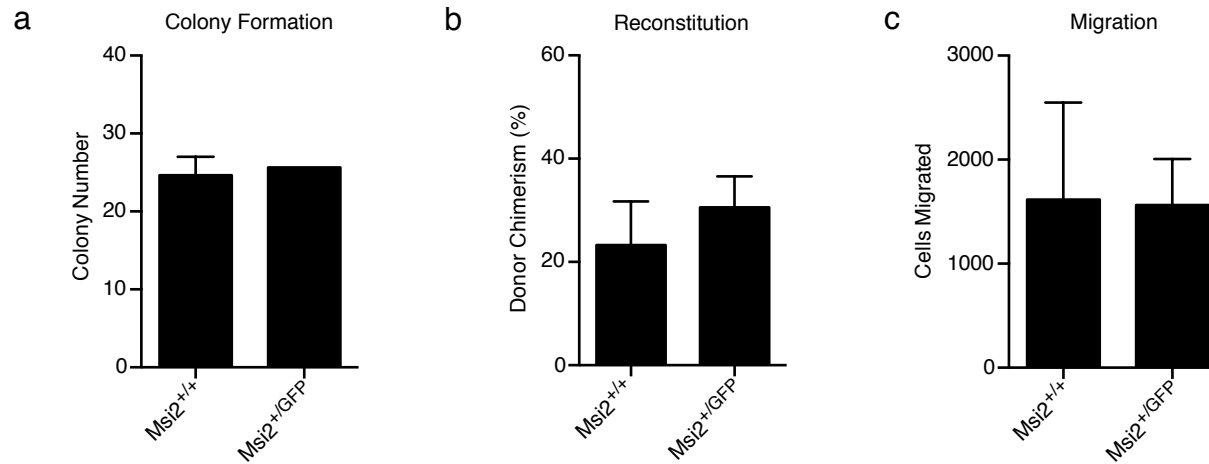 a
Colony Formation
Colony Number
40
30
20
10
0
Msi2+/+
Msi2+/GFP
b
Reconstitution
Donor Chimerism (%)
60
40
20
0
Msi2+/+
Msi2+/GFP
c
Migration
Cells Migrated
3000
2000
1000
0
Msi2+/+
Msi2+/GFP